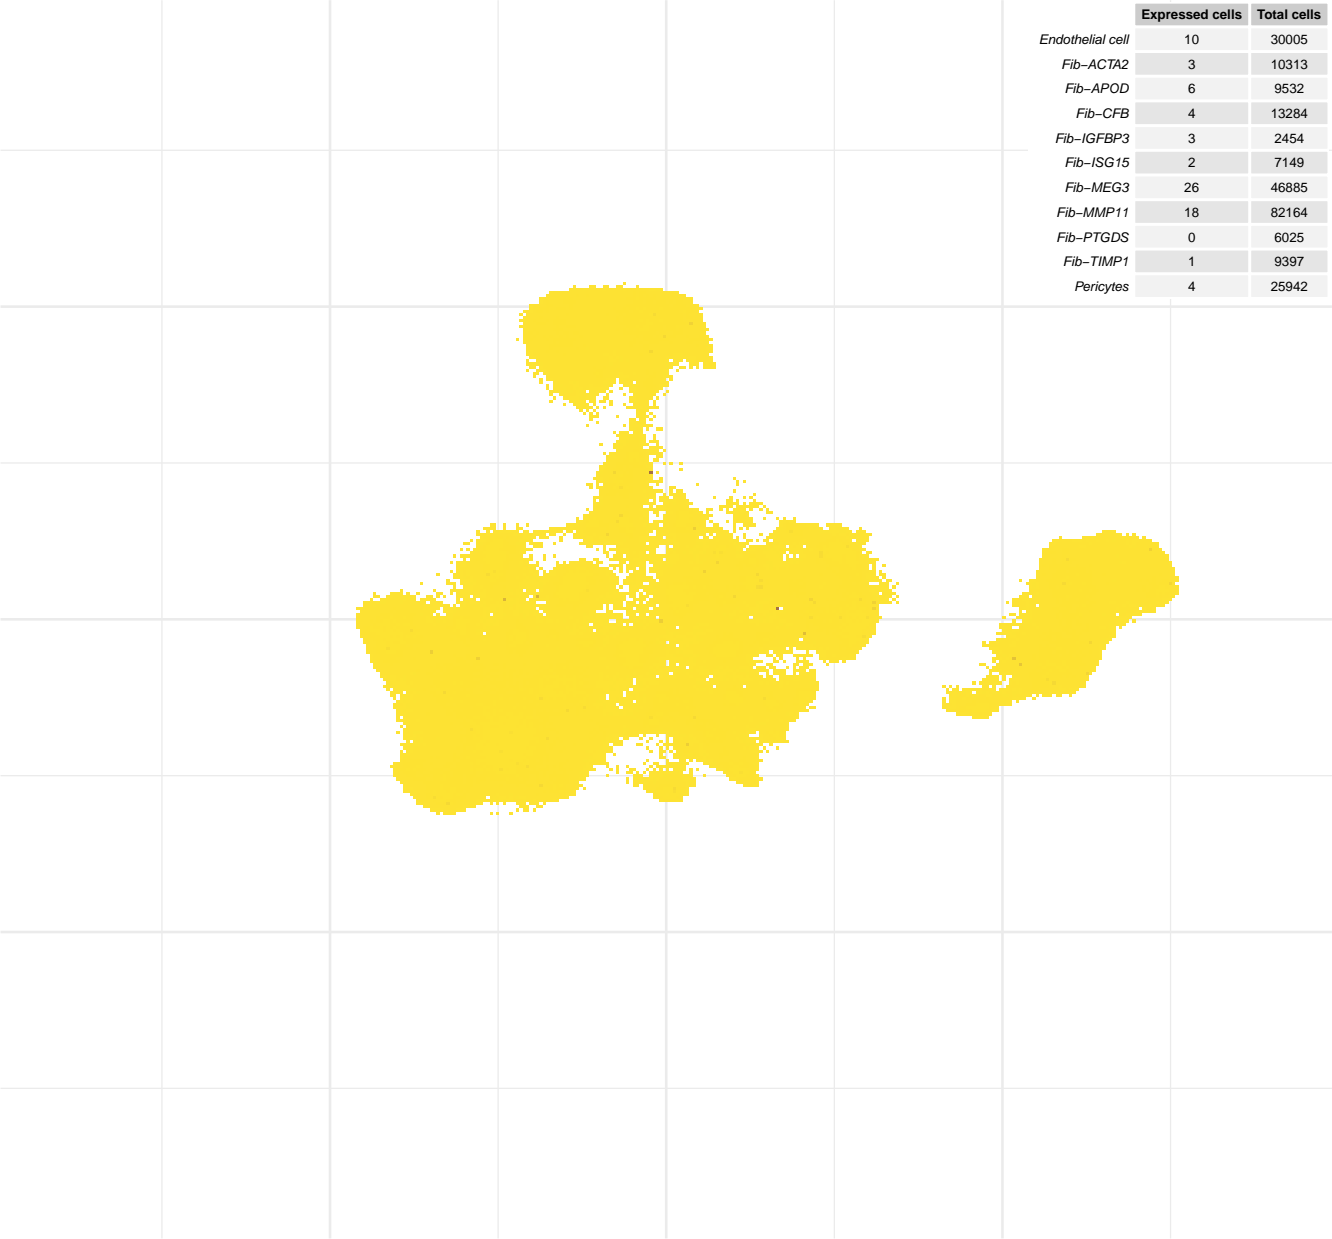 Expressed cells Total cells
Endothelial cell 10 30005
Fib−ACTA2 3 10313
Fib−APOD 6 9532
Fib−CFB 4 13284
Fib−IGFBP3 3 2454
Fib−ISG15 2 7149
Fib−MEG3 26 46885
Fib−MMP11 18 82164
Fib−PTGDS 0 6025
Fib−TIMP1 1 9397
Pericytes 4 25942